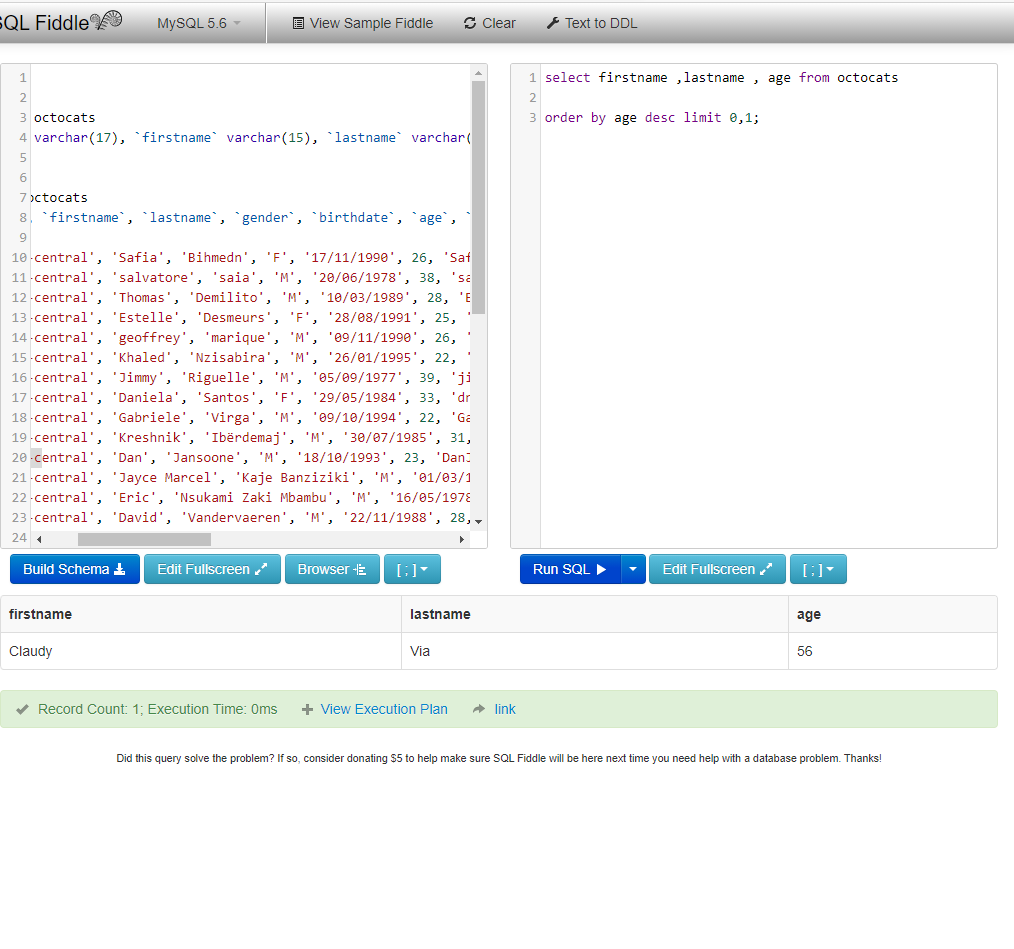 SQL Fiddle MySQL 5.6 View Sample Fiddle Clear Text to DDL
1
2
3 octocats
4 varchar(17), `firstname` varchar(15), `lastname` varchar(
5
6
7 octocats
8 , `firstname`, `lastname`, `gender`, `birthdate`, `age`, `
9
10 -central', 'Safia', 'Bihmedn', 'F', '17/11/1990', 26, 'Saf
11 -central', 'salvatore', 'saia', 'M', '20/06/1978', 38, 'sa
12 -central', 'Thomas', 'Demilito', 'M', '10/03/1989', 28, 'E
13 -central', 'Estelle', 'Desmeurs', 'F', '28/08/1991', 25, '
14 -central', 'geoffrey', 'marique', 'M', '09/11/1990', 26, '
15 -central', 'Khaled', 'Nzisabira', 'M', '26/01/1995', 22, '
16 -central', 'Jimmy', 'Riguelle', 'M', '05/09/1977', 39, 'ji
17 -central', 'Daniela', 'Santos', 'F', '29/05/1984', 33, 'dr
18 -central', 'Gabriele', 'Virga', 'M', '09/10/1994', 22, 'Ga
19 -central', 'Kreshnik', 'Ibërdemaj', 'M', '30/07/1985', 31,
20 -central', 'Dan', 'Jansoone', 'M', '18/10/1993', 23, 'DanJ
21 -central', 'Jayce Marcel', 'Kaje Banziziki', 'M', '01/03/1
22 -central', 'Eric', 'Nsukami Zaki Mbambu', 'M', '16/05/1978
23 -central', 'David', 'Vandervaeren', 'M', '22/11/1988', 28,
24
1 select firstname ,lastname , age from octocats
2
3 order by age desc limit 0,1;
Build Schema Edit Fullscreen Browser [ ; ]
Run SQL Edit Fullscreen [ ; ]
firstname lastname age
Claudy Via 56
Record Count: 1; Execution Time: 0ms View Execution Plan link
Did this query solve the problem? If so, consider donating $5 to help make sure SQL Fiddle will be here next time you need help with a database problem. Thanks!